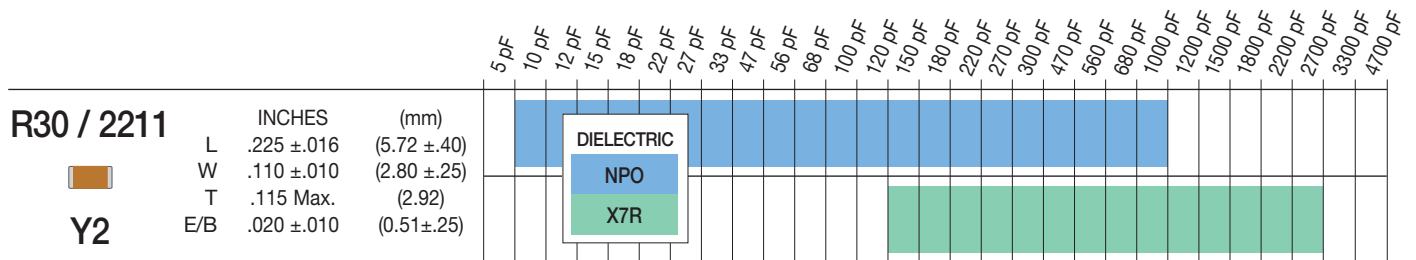 5 pF 10 pF 12 pF 15 pF 18 pF 22 pF 27 pF 33 pF 47 pF 56 pF 68 pF 100 pF 120 pF 150 pF 180 pF 220 pF 270 pF 300 pF 470 pF 560 pF 680 pF 1000 pF 1200 pF 1500 pF 1800 pF 2200 pF 2700 pF 3300 pF 4700 pF
R30 / 2211
INCHES (mm)
L .225 ±.016 (5.72 ±.40)
W .110 ±.010 (2.80 ±.25)
T .115 Max. (2.92)
E/B .020 ±.010 (0.51±.25)
Y2
DIELECTRIC
NPO
X7R